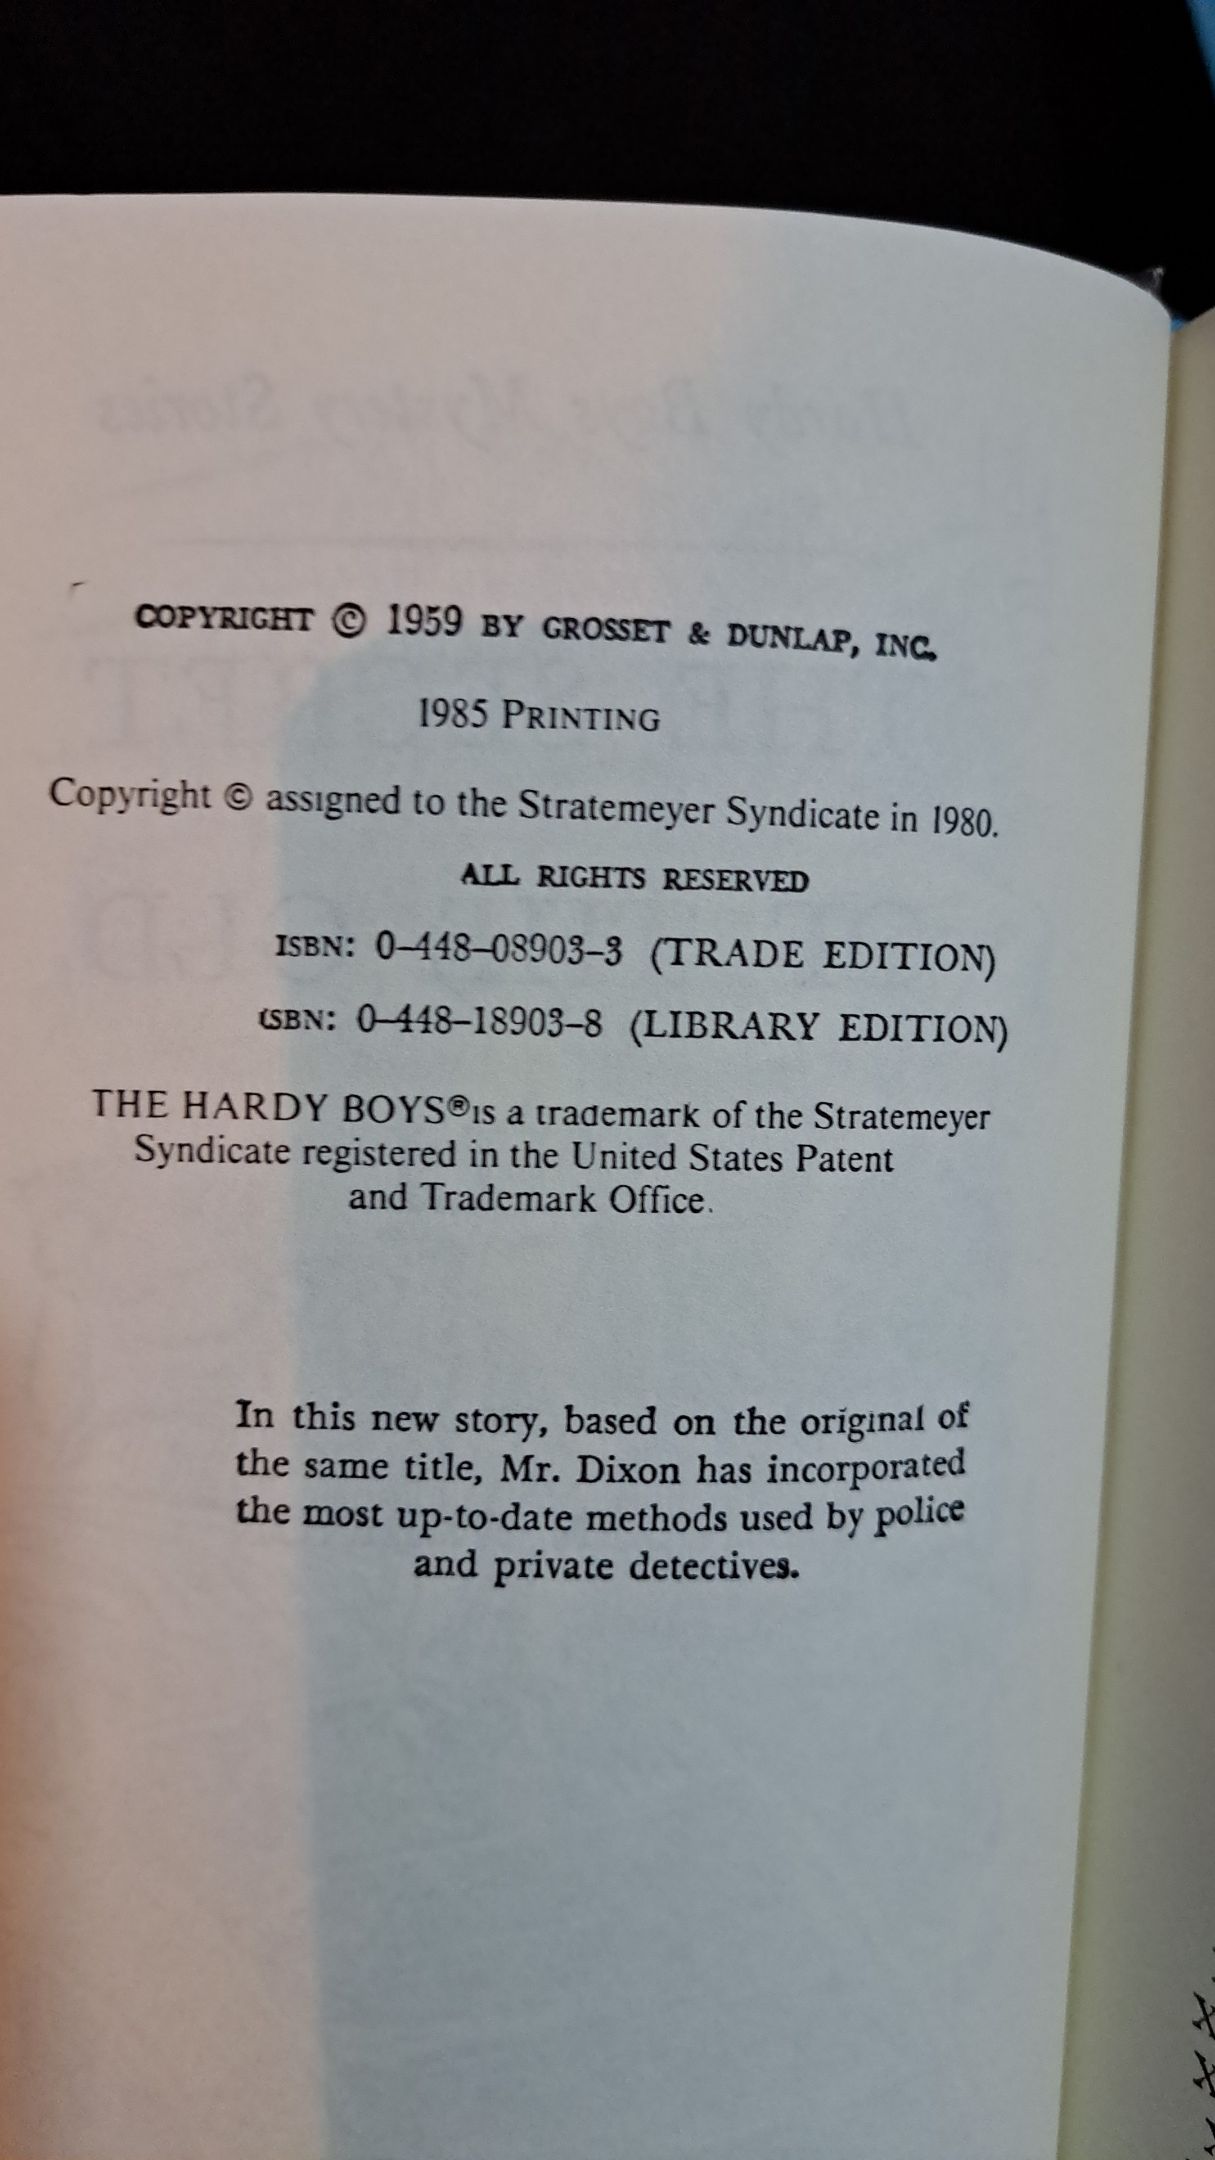 COPYRIGHT © 1959 BY GROSSET & DUNLAP, INC.
1985 PRINTING
Copyright © assigned to the Stratemeyer Syndicate in 1980.
ALL RIGHTS RESERVED
ISBN: 0–448–08903–3 (TRADE EDITION)
ISBN: 0–448–18903–8 (LIBRARY EDITION)
THE HARDY BOYS® is a trademark of the Stratemeyer
Syndicate registered in the United States Patent
and Trademark Office.
In this new story, based on the original of
the same title, Mr. Dixon has incorporated
the most up-to-date methods used by police
and private detectives.